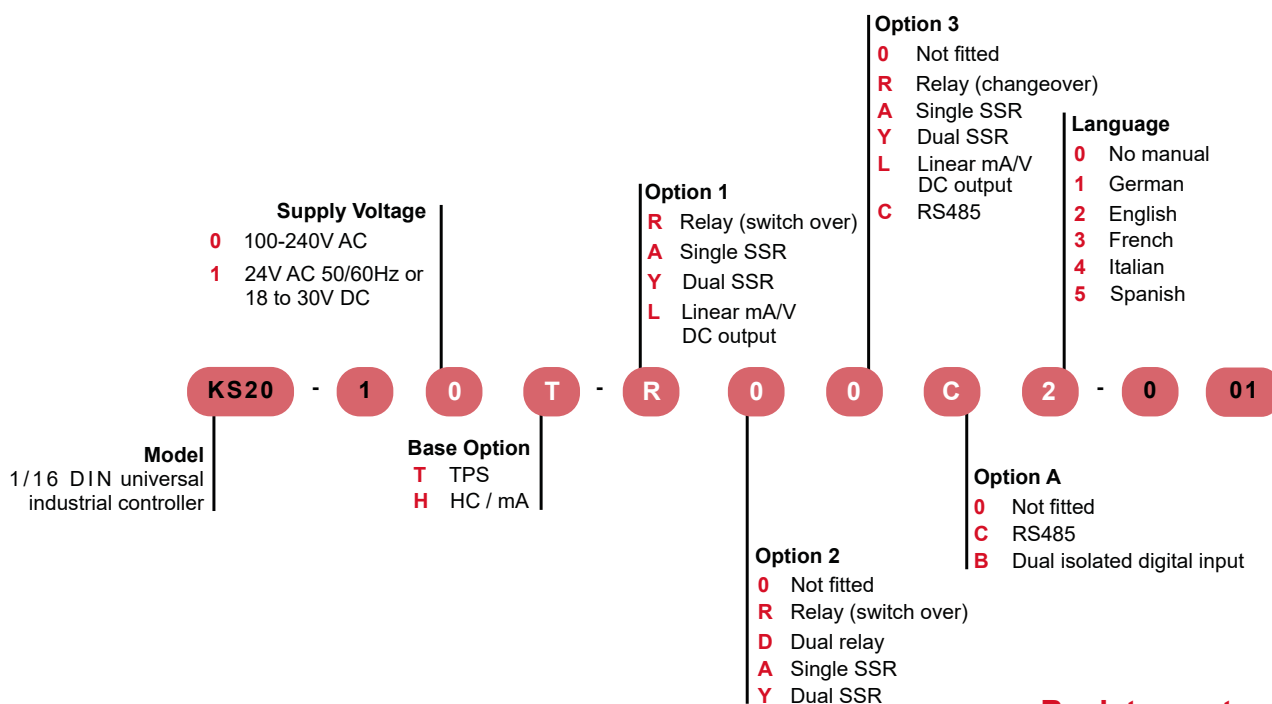 Option 3
0 Not fitted
R Relay (changeover)
A Single SSR
Y Dual SSR
L Linear mA/V
DC output
C RS485
Language
0 No manual
1 German
2 English
3 French
4 Italian
5 Spanish
Option 1
R Relay (switch over)
A Single SSR
Y Dual SSR
L Linear mA/V
DC output
Supply Voltage
0 100-240V AC
1 24V AC 50/60Hz or
18 to 30V DC
KS20 - 1 0 T - R 0 0 C 2 - 0 01
Model
1/16 DIN universal
industrial controller
Base Option
T TPS
H HC / mA
Option A
0 Not fitted
C RS485
B Dual isolated digital input
Option 2
0 Not fitted
R Relay (switch over)
D Dual relay
A Single SSR
Y Dual SSR